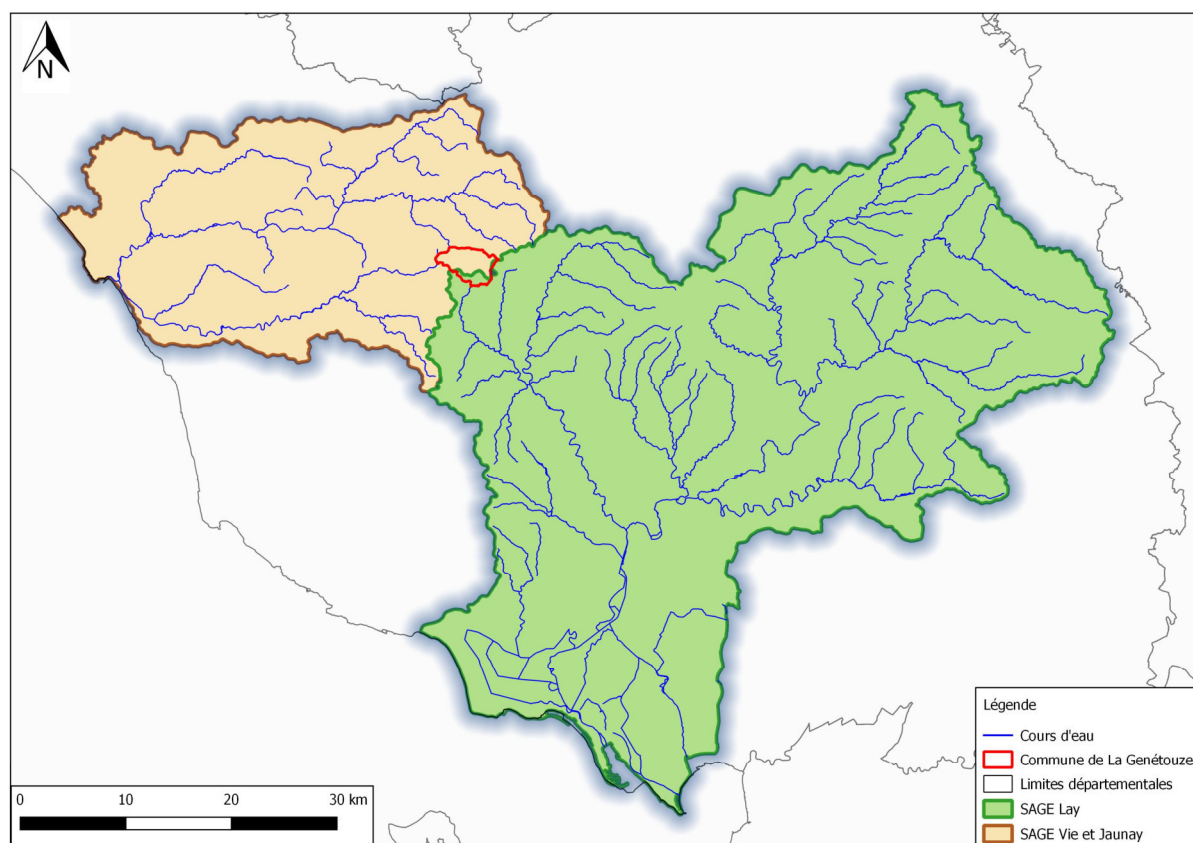 N
Légende
Cours d'eau
Commune de La Genétouze
Limites départementales
SAGE Lay
SAGE Vie et Jaunay
0 10 20 30 km